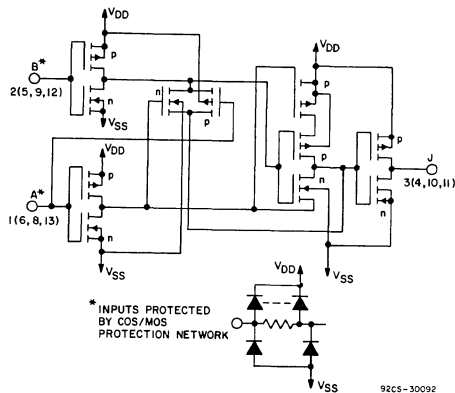 VDD
B*
p
n
2(5, 9, 12)
VSS
n
p
VDD
p
p
n
VSS
p
n
J
3(4, 10, 11)
VDD
A*
p
n
1(6, 8, 13)
VSS
VSS
* INPUTS PROTECTED
BY COS/MOS
PROTECTION NETWORK
VDD
VSS
92CS-30092